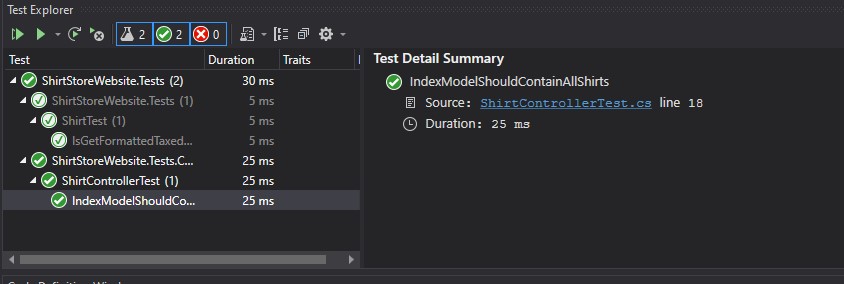 Test Explorer
2 2 0
Test Duration Traits
ShirtStoreWebsite.Tests (2) 30 ms
ShirtStoreWebsite.Tests (1) 5 ms
ShirtTest (1) 5 ms
IsGetFormattedTaxed... 5 ms
ShirtStoreWebsite.Tests.C... 25 ms
ShirtControllerTest (1) 25 ms
IndexModelShouldCo... 25 ms
Test Detail Summary
IndexModelShouldContainAllShirts
Source: ShirtControllerTest.cs line 18
Duration: 25 ms